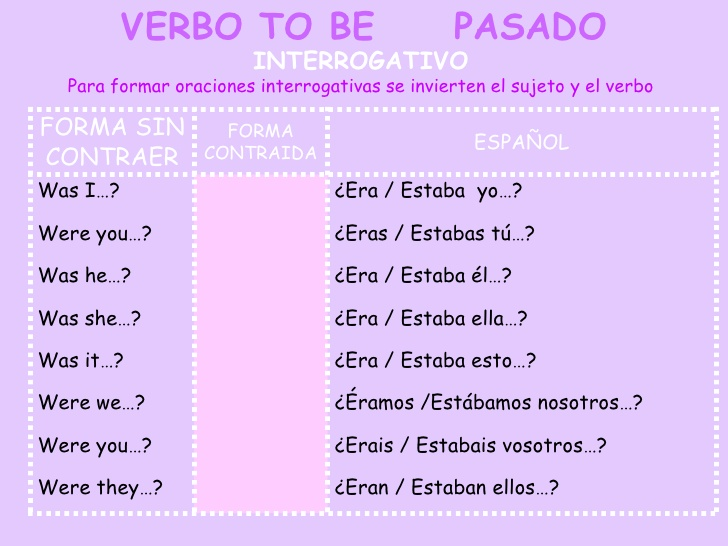 VERBO TO BE PASADO
INTERROGATIVO
Para formar oraciones interrogativas se invierten el sujeto y el verbo
FORMA SIN CONTRAER FORMA CONTRAIDA ESPAÑOL
Was I…? ¿Era / Estaba yo…?
Were you…? ¿Eras / Estabas tú…?
Was he…? ¿Era / Estaba él…?
Was she…? ¿Era / Estaba ella…?
Was it…? ¿Era / Estaba esto…?
Were we…? ¿Éramos /Estábamos nosotros…?
Were you…? ¿Erais / Estabais vosotros…?
Were they…? ¿Eran / Estaban ellos…?